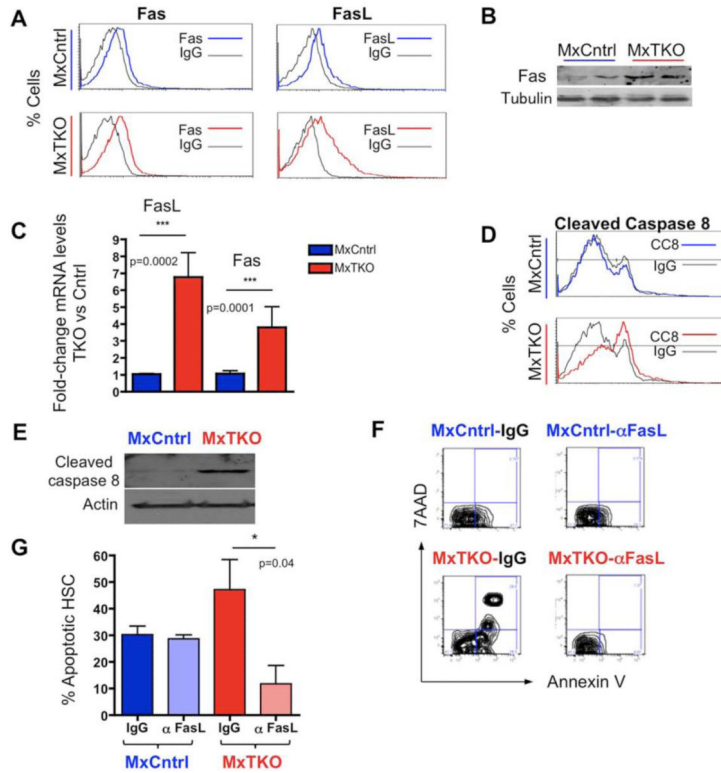 A
Fas
FasL
MxCntrl
Fas
IgG
FasL
IgG
% Cells
MxTKO
Fas
IgG
FasL
IgG
B
MxCntrl MxTKO
Fas
Tubulin
C
FasL
***
p=0.0002
Fas
***
p=0.0001
MxCntrl
MxTKO
Fold-change mRNA levels
TKO vs Cntrl
9
8
7
6
5
4
3
2
1
0
D
Cleaved Caspase 8
MxCntrl
CC8
IgG
% Cells
MxTKO
CC8
IgG
E
MxCntrl MxTKO
Cleaved
caspase 8
Actin
F
MxCntrl-IgG MxCntrl-αFasL
7AAD
MxTKO-IgG MxTKO-αFasL
Annexin V
G
% Apoptotic HSC
60
50
40
30
20
10
0
*
p=0.04
IgG α FasL IgG α FasL
MxCntrl MxTKO